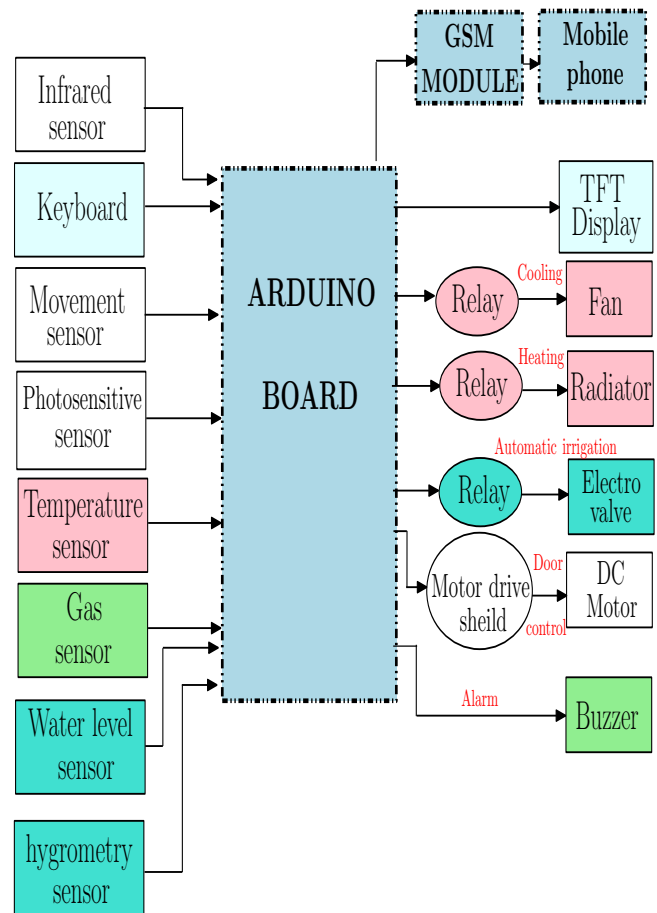 GSM
MODULE
Mobile
phone
Infrared
sensor
Keyboard
Movement
sensor
Photosensitive
sensor
Temperature
sensor
Gas
sensor
Water level
sensor
hygrometry
sensor
ARDUINO
BOARD
TFT
Display
Relay
Cooling
Fan
Relay
Heating
Radiator
Automatic irrigation
Relay
Electro
valve
Motor drive
sheild
Door
control
DC
Motor
Alarm
Buzzer